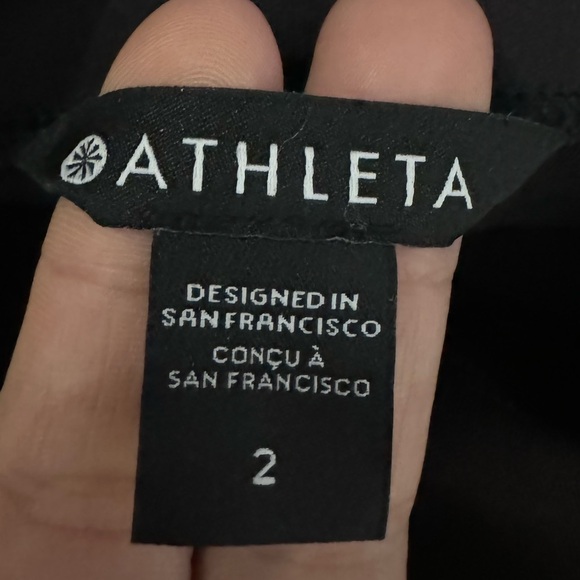 ATHLETA
DESIGNED IN
SAN FRANCISCO
CONÇU À
SAN FRANCISCO
2